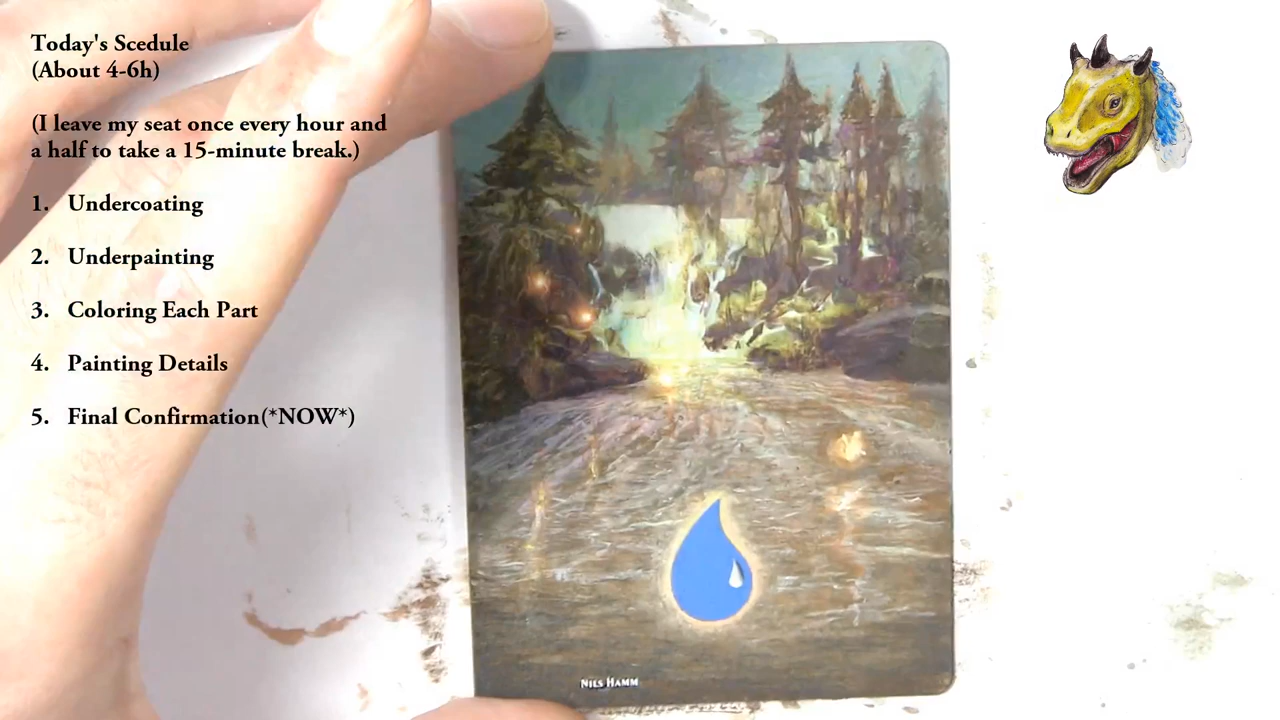 Today's Scedule
(About 4-6h)
(I leave my seat once every hour and
a half to take a 15-minute break.)
1. Undercoating
2. Underpainting
3. Coloring Each Part
4. Painting Details
5. Final Confirmation(*NOW*)
Nils Hamm